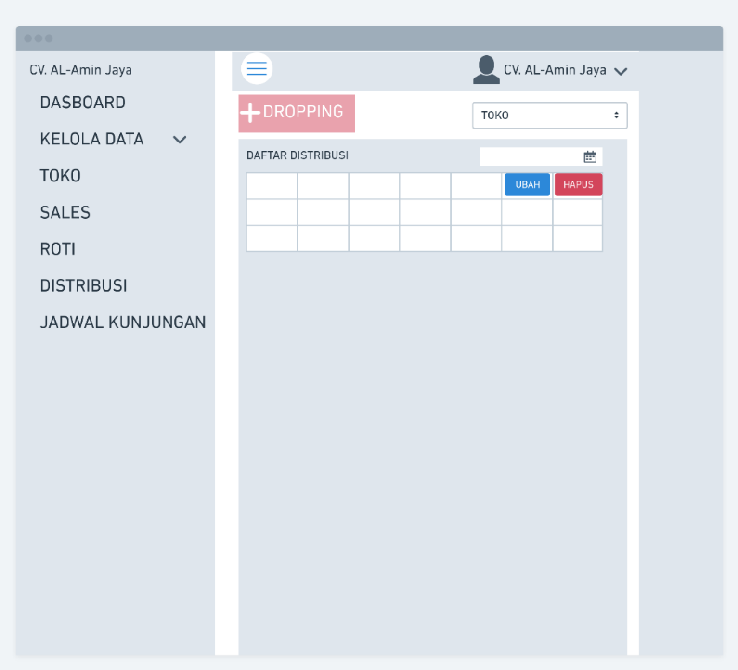 CV. AL-Amin Jaya
DASBOARD
KELOLA DATA
TOKO
SALES
ROTI
DISTRIBUSI
JADWAL KUNJUNGAN
CV. AL-Amin Jaya
+DROPPING
TOKO
DAFTAR DISTRIBUSI
UBAH HAPUS